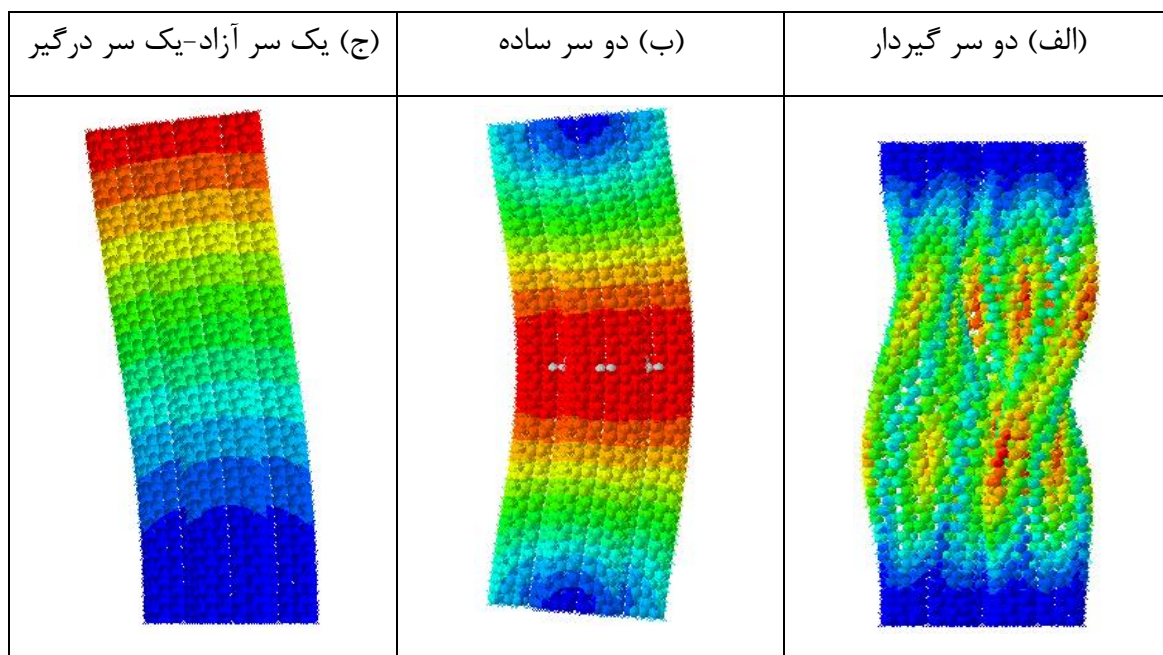 (الف) دو سر گیردار
(ب) دو سر ساده
(ج) یک سر آزاد-یک سر درگیر